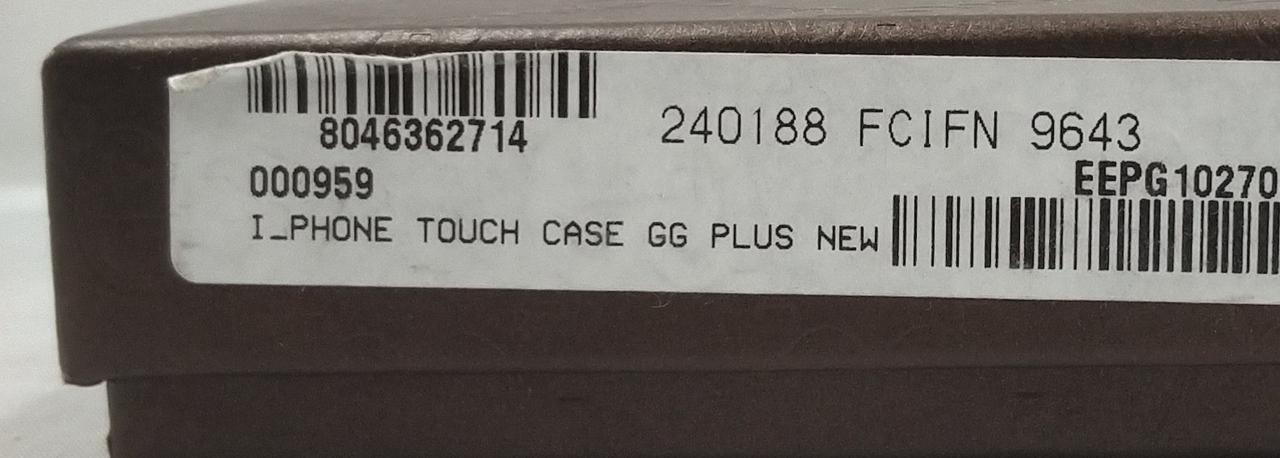 8046362714
240188 FCIFN 9643
000959
EEPG10270
I_PHONE TOUCH CASE GG PLUS NEW